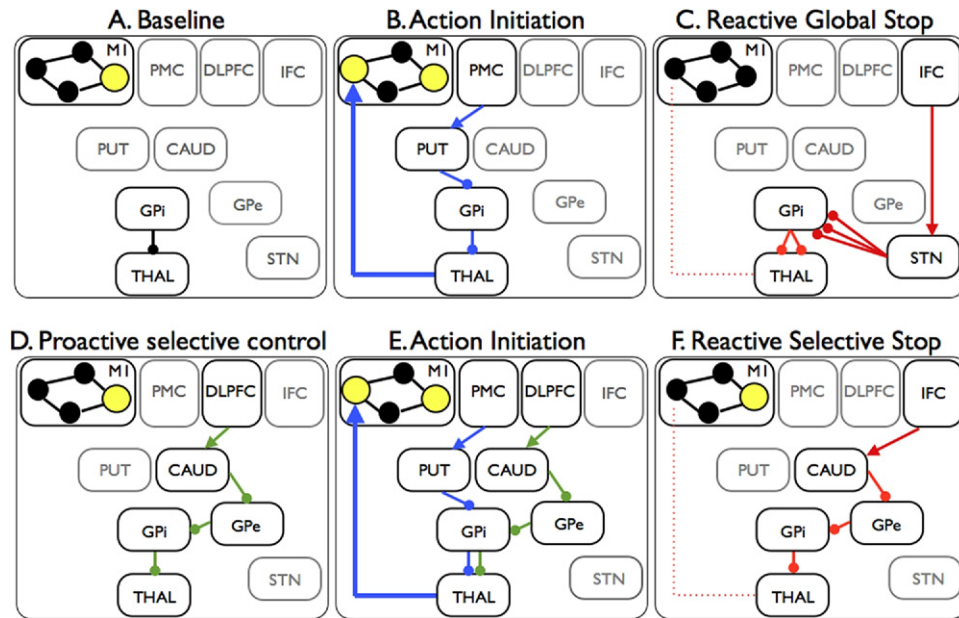 A. Baseline
B. Action Initiation
C. Reactive Global Stop
MI
PMC
DLPFC
IFC
PUT
CAUD
GPi
GPe
THAL
STN
MI
PMC
DLPFC
IFC
PUT
CAUD
GPi
GPe
THAL
STN
MI
PMC
DLPFC
IFC
PUT
CAUD
GPi
GPe
THAL
STN
D. Proactive selective control
E. Action Initiation
F. Reactive Selective Stop
MI
PMC
DLPFC
IFC
PUT
CAUD
GPi
GPe
THAL
STN
MI
PMC
DLPFC
IFC
PUT
CAUD
GPi
GPe
THAL
STN
MI
PMC
DLPFC
IFC
PUT
CAUD
GPi
GPe
THAL
STN